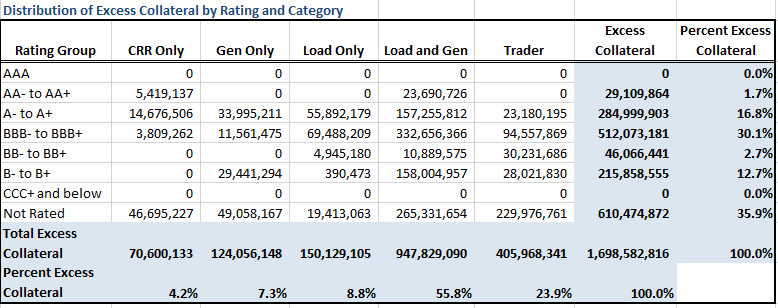 Distribution of Excess Collateral by Rating and Category
Excess Percent Excess
Rating Group CRR Only Gen Only Load Only Load and Gen Trader Collateral Collateral
AAA 0 0 0 0 0 0 0.0%
AA- to AA+ 5,419,137 0 0 23,690,726 0 29,109,864 1.7%
A- to A+ 14,676,506 33,995,211 55,892,179 157,255,812 23,180,195 284,999,903 16.8%
BBB- to BBB+ 3,809,262 11,561,475 69,488,209 332,656,366 94,557,869 512,073,181 30.1%
BB- to BB+ 0 0 4,945,180 10,889,575 30,231,686 46,066,441 2.7%
B- to B+ 0 29,441,294 390,473 158,004,957 28,021,830 215,858,555 12.7%
CCC+ and below 0 0 0 0 0 0 0.0%
Not Rated 46,695,227 49,058,167 19,413,063 265,331,654 229,976,761 610,474,872 35.9%
Total Excess
Collateral 70,600,133 124,056,148 150,129,105 947,829,090 405,968,341 1,698,582,816 100.0%
Percent Excess
Collateral 4.2% 7.3% 8.8% 55.8% 23.9% 100.0%